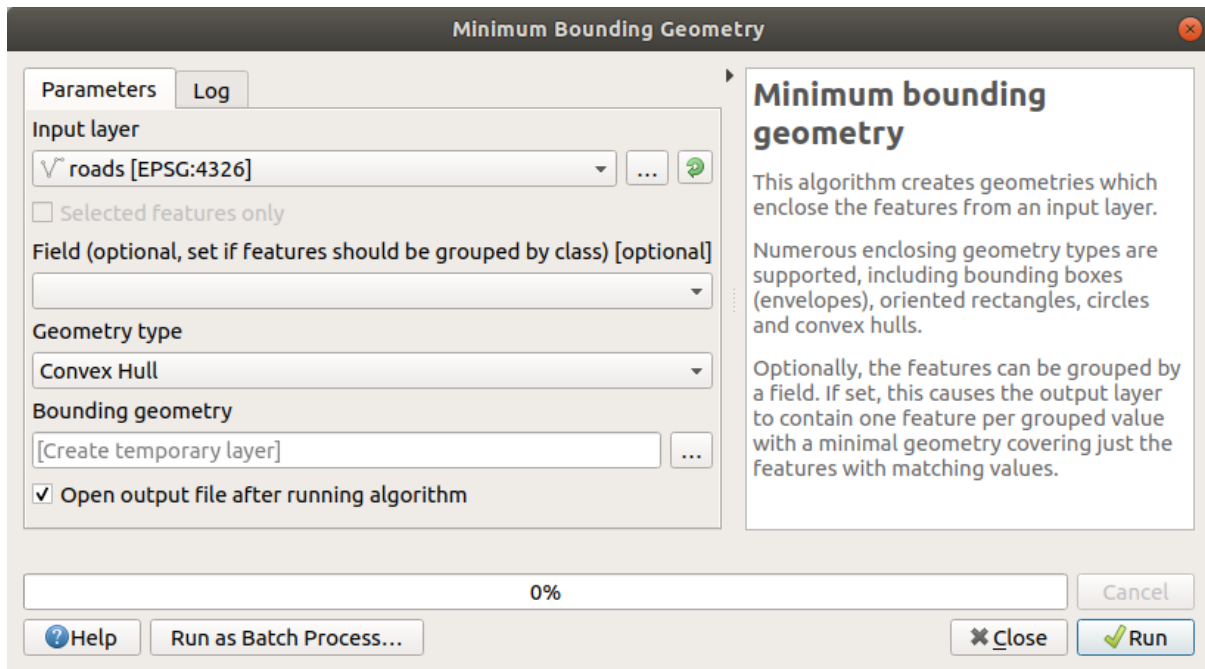 Minimum Bounding Geometry
Parameters
Log
Input layer
roads [EPSG:4326]
...
Selected features only
Field (optional, set if features should be grouped by class) [optional]
Geometry type
Convex Hull
Bounding geometry
[Create temporary layer]
...
Open output file after running algorithm
Minimum bounding
geometry
This algorithm creates geometries which
enclose the features from an input layer.
Numerous enclosing geometry types are
supported, including bounding boxes
(envelopes), oriented rectangles, circles
and convex hulls.
Optionally, the features can be grouped by
a field. If set, this causes the output layer
to contain one feature per grouped value
with a minimal geometry covering just the
features with matching values.
0%
Cancel
Help
Run as Batch Process...
Close
Run